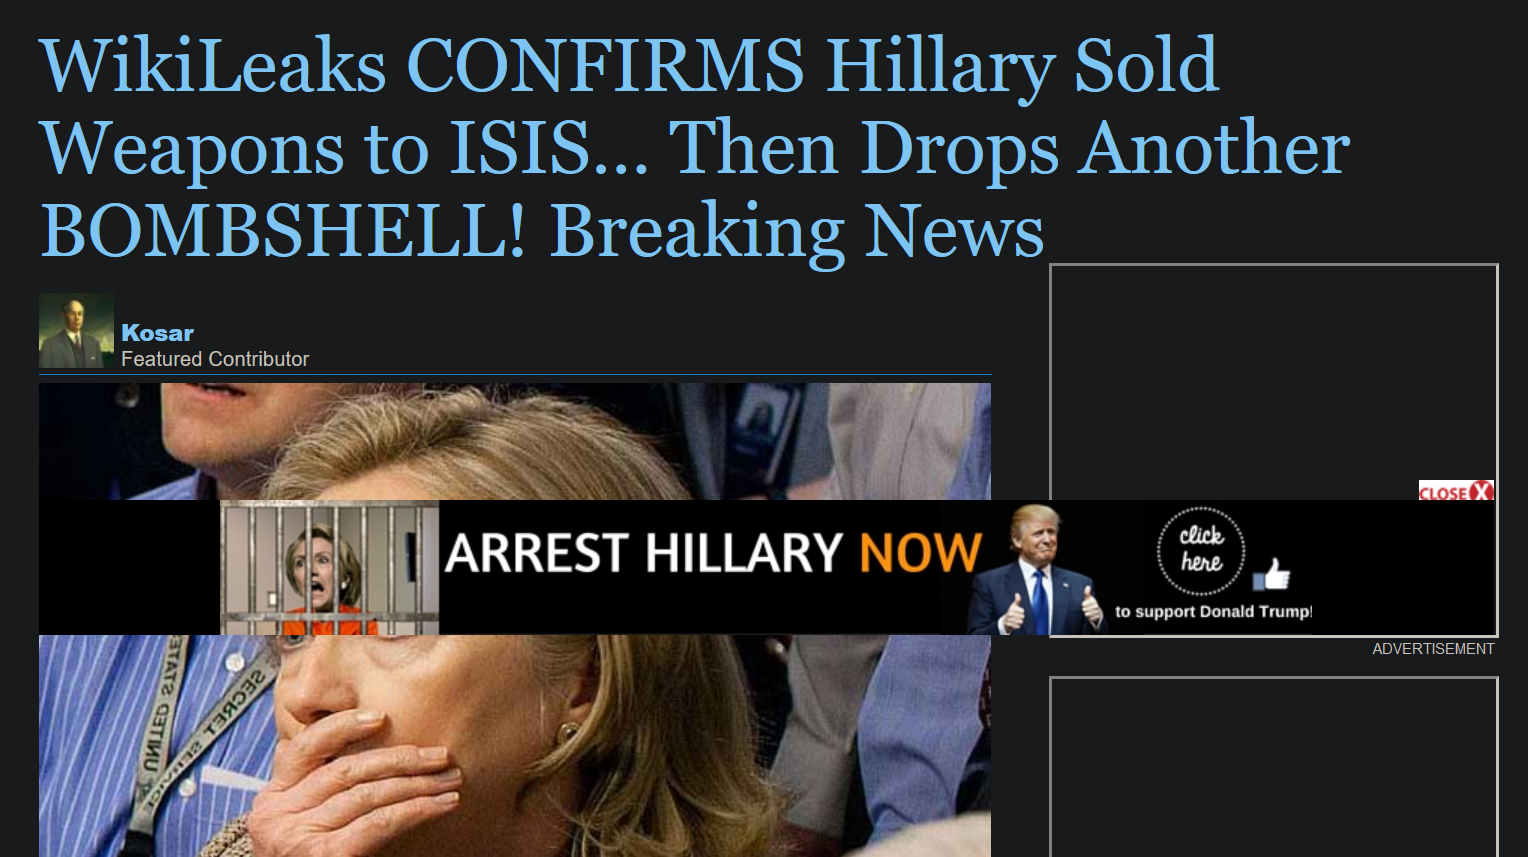 WikiLeaks CONFIRMS Hillary Sold
Weapons to ISIS... Then Drops Another
BOMBSHELL! Breaking News
Kosar
Featured Contributor
CLOSE X
ARREST HILLARY NOW
click
here
to support Donald Trump!
ADVERTISEMENT
UNITED STATE
SECRET SERVICE